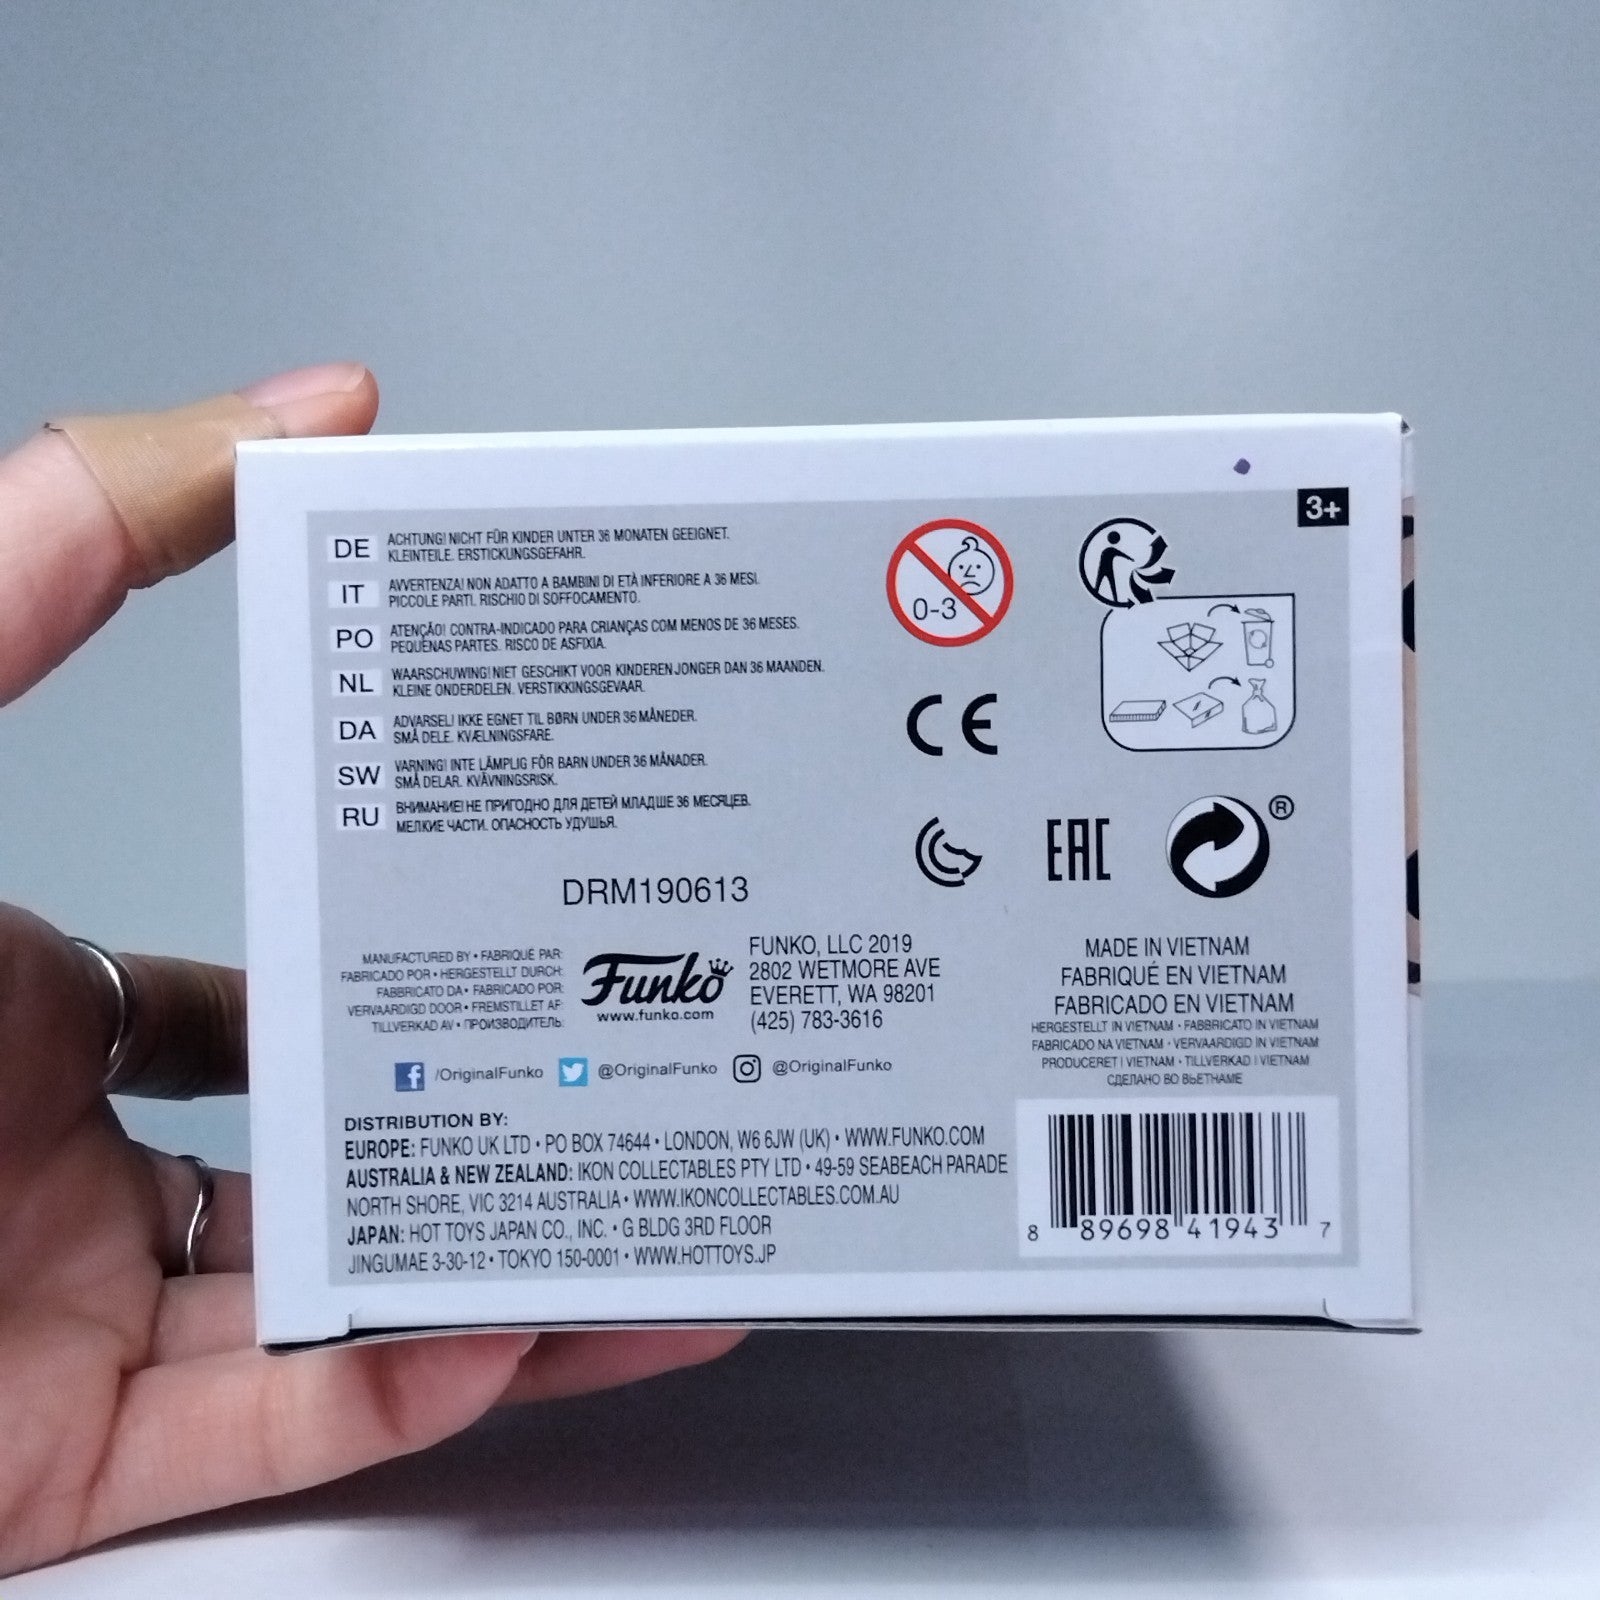 3+
DE
ACHTUNG! NICHT FÜR KINDER UNTER 36 MONATEN GEEIGNET.
KLEINTEILE. ERSTICKUNGSGEFAHR.
IT
AVVERTENZA! NON ADATTO A BAMBINI DI ETÀ INFERIORE A 36 MESI.
PICCOLE PARTI. RISCHIO DI SOFFOCAMENTO.
PO
ATENÇÃO! CONTRA-INDICADO PARA CRIANÇAS COM MENOS DE 36 MESES.
PEQUENAS PARTES. RISCO DE ASFIXIA.
NL
WAARSCHUWING! NIET GESCHIKT VOOR KINDEREN JONGER DAN 36 MAANDEN.
KLEINE ONDERDELEN. VERSTIKKINGSGEVAAR.
DA
ADVARSEL! IKKE EGNET TIL BØRN UNDER 36 MÅNEDER.
SMÅ DELE. KVÆLNINGSFARE.
SW
VARNING! INTE LÄMPLIG FÖR BARN UNDER 36 MÅNADER.
SMÅ DELAR. KVÄVNINGSRISK.
RU
ВНИМАНИЕ! НЕ ПРИГОДНО ДЛЯ ДЕТЕЙ МЛАДШЕ 36 МЕСЯЦЕВ.
МЕЛКИЕ ЧАСТИ. ОПАСНОСТЬ УДУШЬЯ.
0-3
CE
EAC
®
DRM190613
MANUFACTURED BY • FABRIQUÉ PAR:
FABRICADO POR • HERGESTELLT DURCH:
FABBRICATO DA • FABRICADO POR:
VERVAARDIGD DOOR • FREMSTILLET AF:
TILLVERKAD AV • ПРОИЗВОДИТЕЛЬ:
Funko
www.funko.com
FUNKO, LLC 2019
2802 WETMORE AVE
EVERETT, WA 98201
(425) 783-3616
MADE IN VIETNAM
FABRIQUÉ EN VIETNAM
FABRICADO EN VIETNAM
HERGESTELLT IN VIETNAM • FABBRICATO IN VIETNAM
FABRICADO NA VIETNAM • VERVAARDIGD IN VIETNAM
PRODUCERET I VIETNAM • TILLVERKAD I VIETNAM
СДЕЛАНО ВО ВЬЕТНАМЕ
/OriginalFunko @OriginalFunko @OriginalFunko
DISTRIBUTION BY:
EUROPE: FUNKO UK LTD • PO BOX 74644 • LONDON, W6 6JW (UK) • WWW.FUNKO.COM
AUSTRALIA & NEW ZEALAND: IKON COLLECTABLES PTY LTD • 49-59 SEABEACH PARADE
NORTH SHORE, VIC 3214 AUSTRALIA • WWW.IKONCOLLECTABLES.COM.AU
JAPAN: HOT TOYS JAPAN CO., INC. • G BLDG 3RD FLOOR
JINGUMAE 3-30-12 • TOKYO 150-0001 • WWW.HOTTOYS.JP
8 89698 41943 7